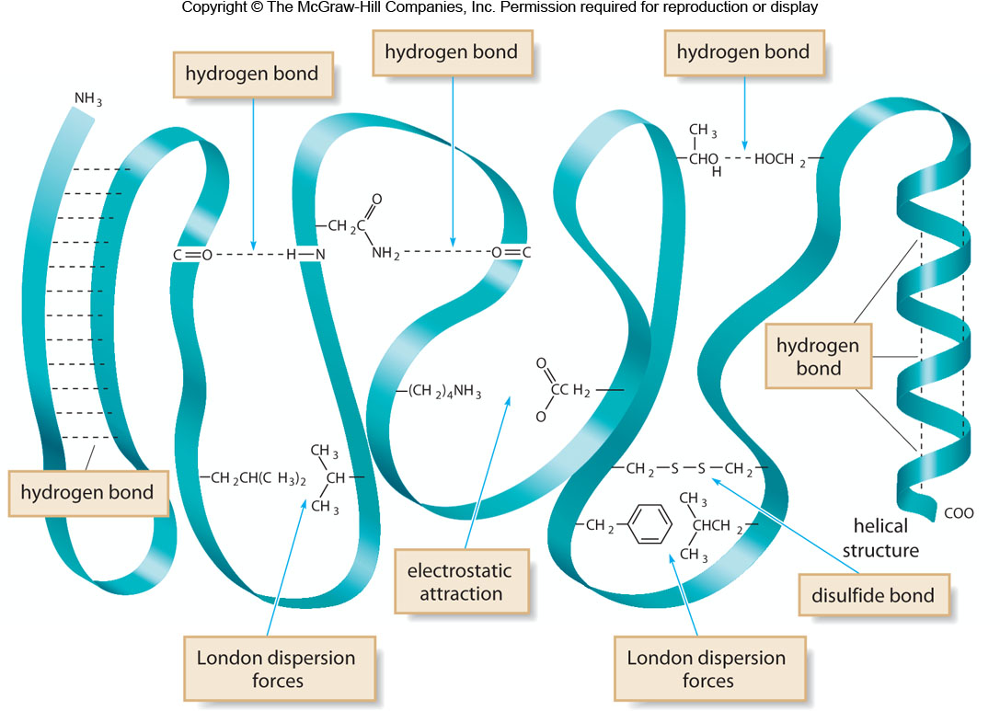 Copyright © The McGraw-Hill Companies, Inc. Permission required for reproduction or display
hydrogen bond
hydrogen bond
hydrogen bond
NH3
CH3
CHO
H
HOCH2
O
CH2C
NH2
C=O
H—N
O=C
hydrogen
bond
(CH2)4NH3
O
CCH2
O
CH3
CH2CH(C H3)2
CH
CH3
hydrogen bond
CH2—S—S—CH2
CH3
CH2
CHCH2
CH3
COO
helical
structure
electrostatic
attraction
disulfide bond
London dispersion
forces
London dispersion
forces